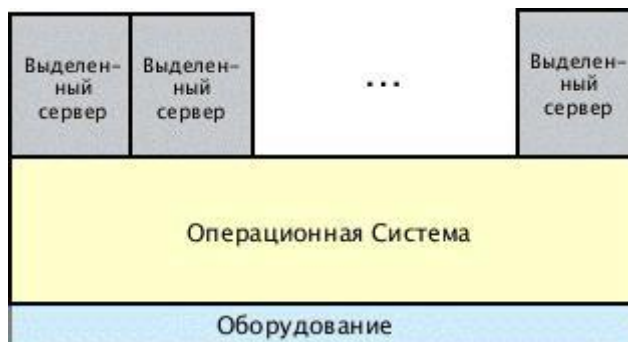 Выделен-
ный
сервер
Выделен-
ный
сервер
...
Выделен-
ный
сервер
Операционная Система
Оборудование